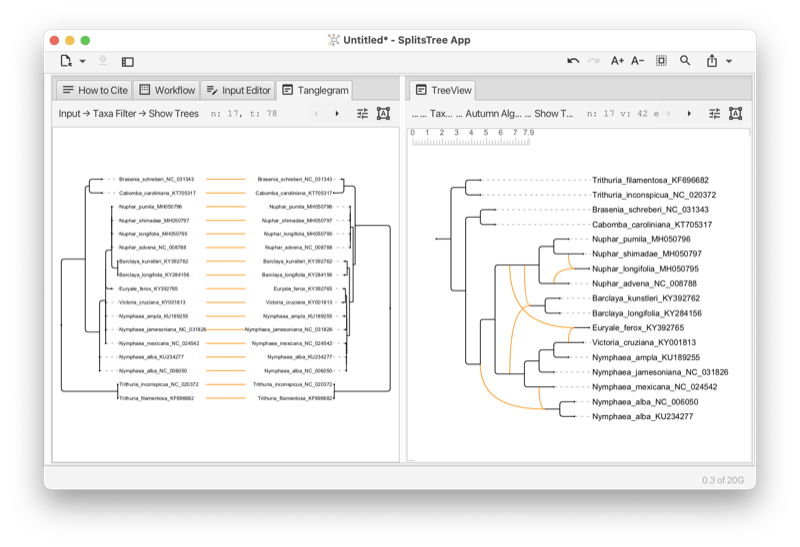 Untitled* - SplitsTree App
A+ A-
How to Cite Workflow Input Editor Tanglegram
Input → Taxa Filter → Show Trees n: 17, t: 78
Brasenia_schreberi_NC_031343 Brasenia_schreberi_NC_031343
Cabomba_caroliniana_KT705317 Cabomba_caroliniana_KT705317
Nuphar_pumila_MH050796 Nuphar_pumila_MH050796
Nuphar_shimadae_MH050797 Nuphar_shimadae_MH050797
Nuphar_longifolia_MH050795 Nuphar_longifolia_MH050795
Nuphar_advena_NC_008788 Nuphar_advena_NC_008788
Barclaya_kunstleri_KY392762 Barclaya_kunstleri_KY392762
Barclaya_longifolia_KY284156 Barclaya_longifolia_KY284156
Euryale_ferox_KY392765 Euryale_ferox_KY392765
Victoria_cruziana_KY001813 Victoria_cruziana_KY001813
Nymphaea_ampla_KU189255 Nymphaea_ampla_KU189255
Nymphaea_jamesoniana_NC_031826 Nymphaea_jamesoniana_NC_031826
Nymphaea_mexicana_NC_024542 Nymphaea_mexicana_NC_024542
Nymphaea_alba_KU234277 Nymphaea_alba_KU234277
Nymphaea_alba_NC_006050 Nymphaea_alba_NC_006050
Trithuria_inconspicua_NC_020372 Trithuria_inconspicua_NC_020372
Trithuria_filamentosa_KF696682 Trithuria_filamentosa_KF696682
TreeView
... ... Tax... ... Autumn Alg... ... Show T... n: 17 v: 42 e
0 1 2 3 4 5 6 7 7.9
Trithuria_filamentosa_KF696682
Trithuria_inconspicua_NC_020372
Brasenia_schreberi_NC_031343
Cabomba_caroliniana_KT705317
Nuphar_pumila_MH050796
Nuphar_shimadae_MH050797
Nuphar_longifolia_MH050795
Nuphar_advena_NC_008788
Barclaya_kunstleri_KY392762
Barclaya_longifolia_KY284156
Euryale_ferox_KY392765
Victoria_cruziana_KY001813
Nymphaea_ampla_KU189255
Nymphaea_jamesoniana_NC_031826
Nymphaea_mexicana_NC_024542
Nymphaea_alba_NC_006050
Nymphaea_alba_KU234277
0.3 of 20G